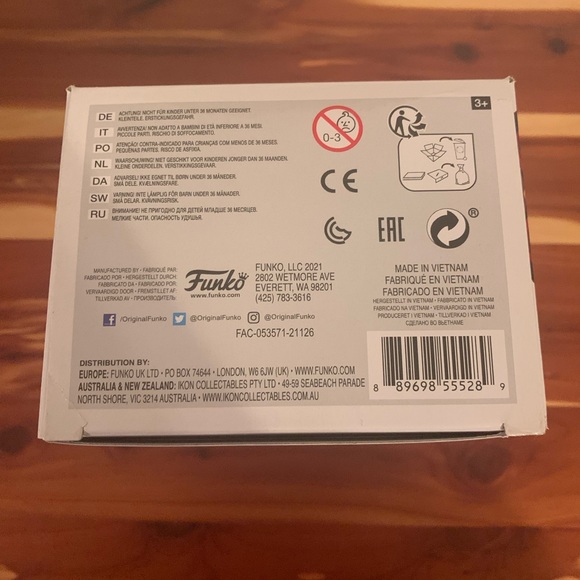 3+
DE ACHTUNG! NICHT FÜR KINDER UNTER 36 MONATEN GEEIGNET.
KLEINTEILE. ERSTICKUNGSGEFAHR.
IT AVVERTENZA: NON ADATTO A BAMBINI DI ETÀ INFERIORE A 36 MESI.
PICCOLE PARTI. RISCHIO DI SOFFOCAMENTO.
PO ATENÇÃO! CONTRA-INDICADO PARA CRIANÇAS COM MENOS DE 36 MESES.
PEQUENAS PARTES. RISCO DE ASFIXIA.
NL WAARSCHUWING! NIET GESCHIKT VOOR KINDEREN JONGER DAN 36 MAANDEN.
KLEINE ONDERDELEN. VERSTIKKINGSGEVAAR.
DA ADVARSEL! IKKE EGNET TIL BØRN UNDER 36 MÅNEDER.
SMÅ DELE. KVÆLNINGSFARE.
SW VARNING! INTE LÄMPLIG FÖR BARN UNDER 36 MÅNADER.
SMÅ DELAR. KVÄVNINGSRISK.
RU ВНИМАНИЕ! НЕ ПРИГОДНО ДЛЯ ДЕТЕЙ МЛАДШЕ 36 МЕСЯЦЕВ.
МЕЛКИЕ ЧАСТИ. ОПАСНОСТЬ УДУШЬЯ.
0-3
CE
EAC
®
MANUFACTURED BY • FABRIQUÉ PAR
FABRICADO POR • HERGESTELLT DURCH
FABBRICATO DA • FABRICADO POR
VERVAARDIGD DOOR • FREMSTILLET AF
TILLVERKAD AV • ПРОИЗВОДИТЕЛЬ:
Funko
www.funko.com
FUNKO, LLC 2021
2802 WETMORE AVE
EVERETT, WA 98201
(425) 783-3616
MADE IN VIETNAM
FABRIQUÉ EN VIETNAM
FABRICADO EN VIETNAM
HERGESTELLT IN VIETNAM • FABBRICATO IN VIETNAM
FABRICADO NA VIETNAM • VERVAARDIGD IN VIETNAM
PRODUCERET I VIETNAM • TILLVERKAD I VIETNAM
СДЕЛАНО ВО ВЬЕТНАМЕ
/OriginalFunko @OriginalFunko @OriginalFunko
FAC-053571-21126
DISTRIBUTION BY:
EUROPE: FUNKO UK LTD • PO BOX 74644 • LONDON, W6 6JW (UK) • WWW.FUNKO.COM
AUSTRALIA & NEW ZEALAND: IKON COLLECTABLES PTY LTD • 49-59 SEABEACH PARADE
NORTH SHORE, VIC 3214 AUSTRALIA • WWW.IKONCOLLECTABLES.COM.AU
8 89698 55528 9